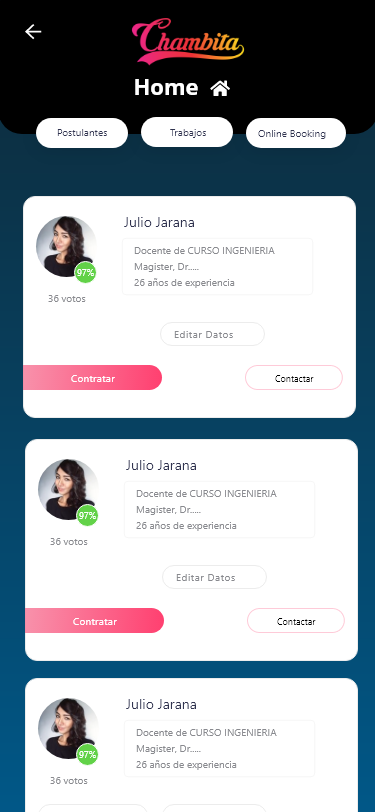 Chambita
Home
Postulantes
Trabajos
Online Booking
Julio Jarana
Docente de CURSO INGENIERIA
Magister, Dr.....
26 años de experiencia
97%
36 votos
Editar Datos
Contratar
Contactar
Julio Jarana
Docente de CURSO INGENIERIA
Magister, Dr.....
26 años de experiencia
97%
36 votos
Editar Datos
Contratar
Contactar
Julio Jarana
Docente de CURSO INGENIERIA
Magister, Dr.....
26 años de experiencia
97%
36 votos